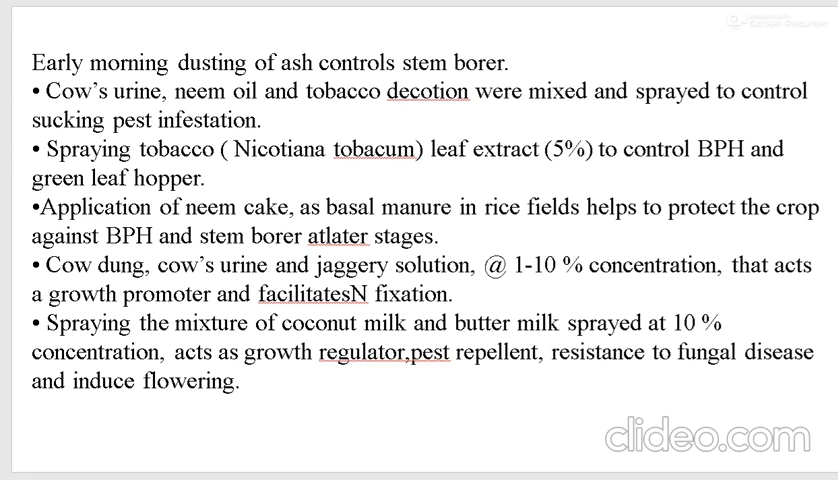 Early morning dusting of ash controls stem borer.
• Cow's urine, neem oil and tobacco decotion were mixed and sprayed to control
sucking pest infestation.
• Spraying tobacco ( Nicotiana tobacum) leaf extract (5%) to control BPH and
green leaf hopper.
•Application of neem cake, as basal manure in rice fields helps to protect the crop
against BPH and stem borer atlater stages.
• Cow dung, cow's urine and jaggery solution, @ 1-10 % concentration, that acts
a growth promoter and facilitatesN fixation.
• Spraying the mixture of coconut milk and butter milk sprayed at 10 %
concentration, acts as growth regulator,pest repellent, resistance to fungal disease
and induce flowering.
clideo.com